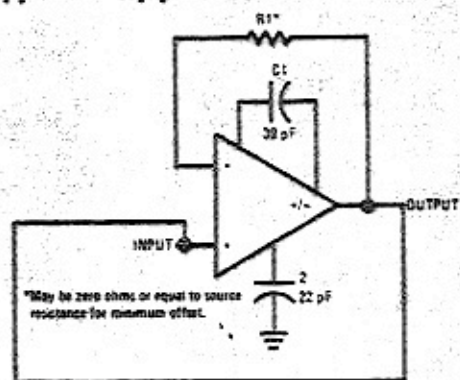 R1*
C1
30 pF
-
+/-
OUTPUT
INPUT
+
2
22 pF
*May be zero ohms or equal to source
resistance for minimum offset.